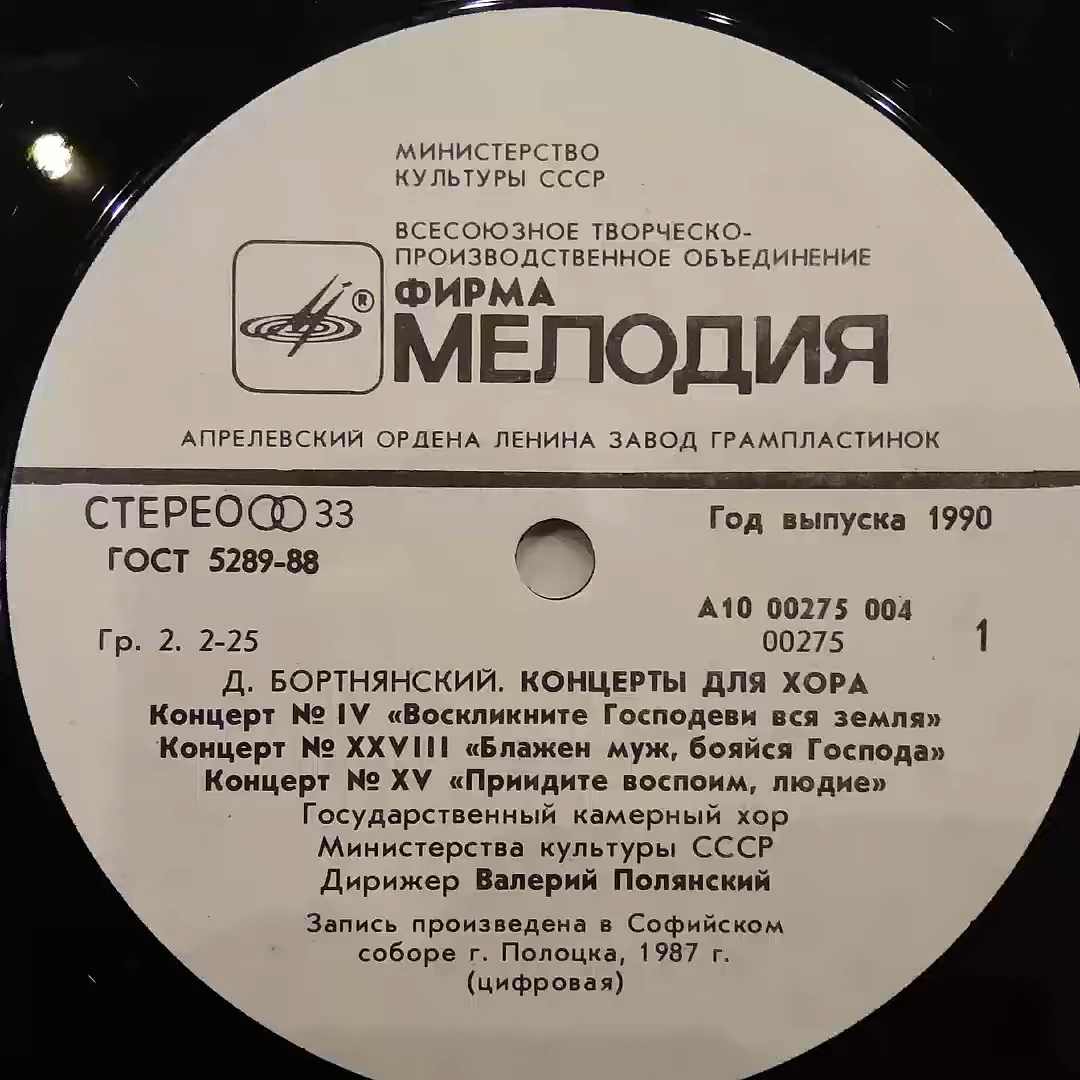 МИНИСТЕРСТВО
КУЛЬТУРЫ СССР
ВСЕСОЮЗНОЕ ТВОРЧЕСКО-
ПРОИЗВОДСТВЕННОЕ ОБЪЕДИНЕНИЕ
ФИРМА
®
МЕЛОДИЯ
АПРЕЛЕВСКИЙ ОРДЕНА ЛЕНИНА ЗАВОД ГРАМПЛАСТИНОК
СТЕРЕО 33
Год выпуска 1990
ГОСТ 5289-88
А10 00275 004
Гр. 2. 2-25
00275
1
Д. БОРТНЯНСКИЙ. КОНЦЕРТЫ ДЛЯ ХОРА
Концерт № IV «Воскликните Господеви вся земля»
Концерт № XXVIII «Блажен муж, бояйся Господа»
Концерт № XV «Приидите воспоим, людие»
Государственный камерный хор
Министерства культуры СССР
Дирижер Валерий Полянский
Запись произведена в Софийском
соборе г. Полоцка, 1987 г.
(цифровая)